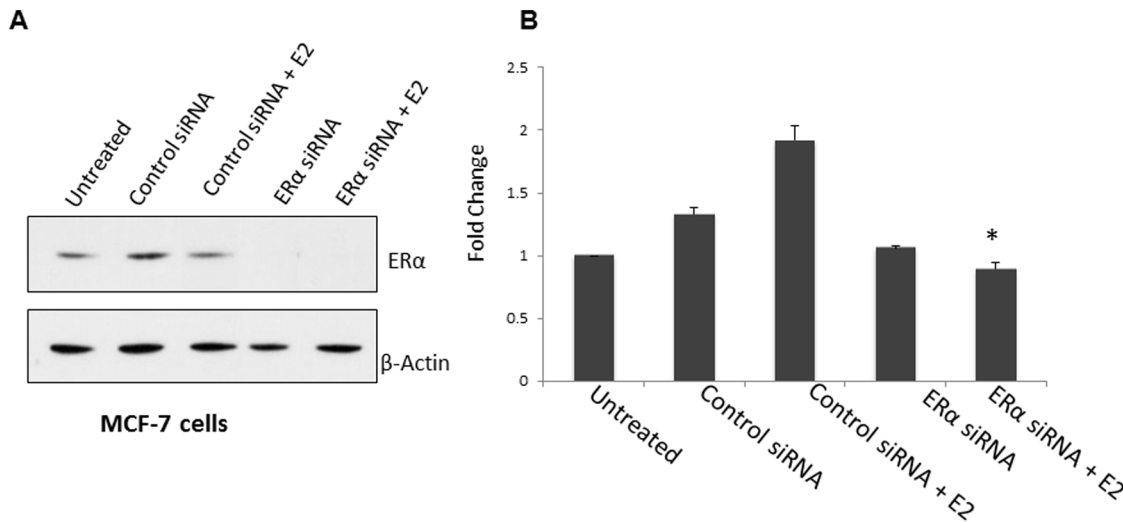 A
Untreated
Control siRNA
Control siRNA + E2
ERα siRNA
ERα siRNA + E2
ERα
β-Actin
MCF-7 cells
B
Fold Change
2.5
2
1.5
1
0.5
0
*
Untreated
Control siRNA
Control siRNA + E2
ERα siRNA
ERα siRNA + E2